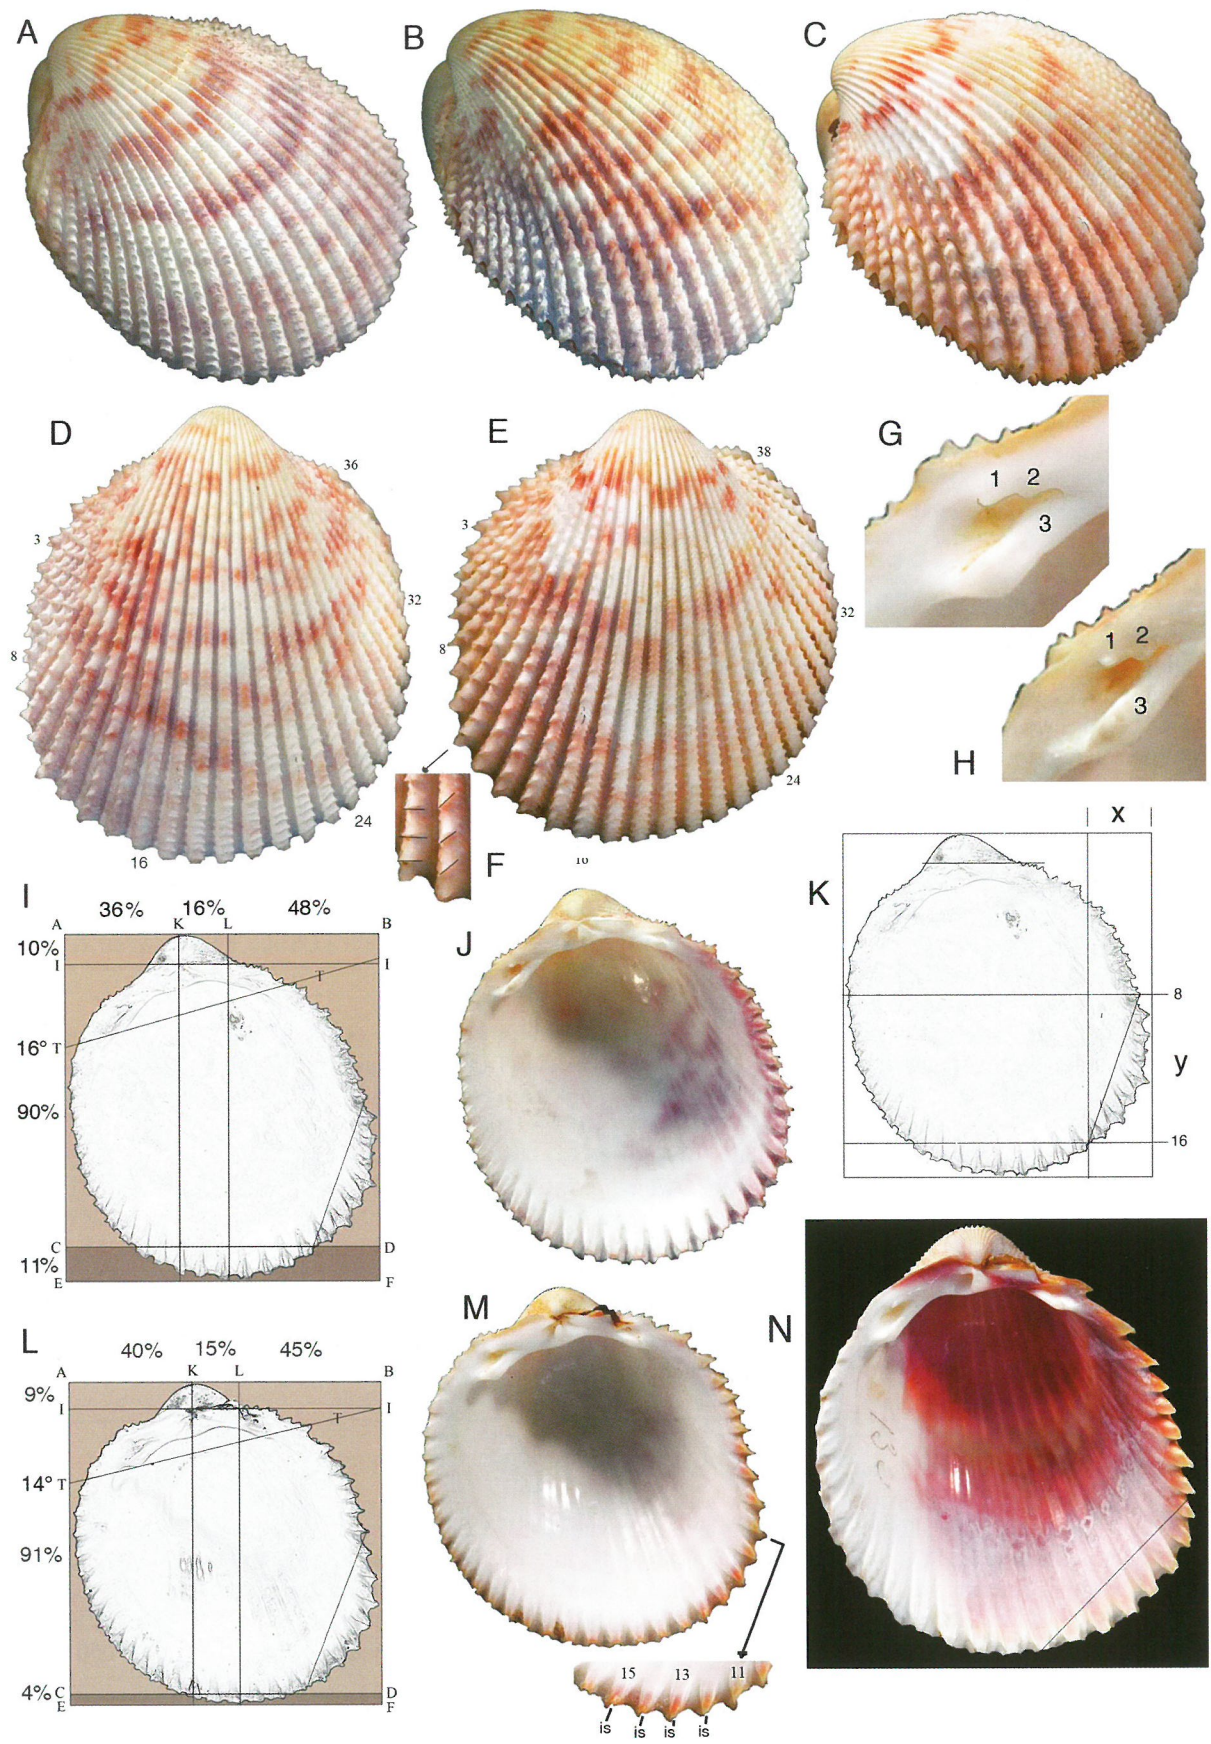 A
B
C
D
E
G
36
38
1 2
3
3
3
1 2
32
32
8
8
3
H
24
24
16
F
x
I
36% 16% 48%
K
A K L B
10%
I I
J
T
16° T
8
90%
y
16
C D
11%
E F
L
M
N
40% 15% 45%
A K L B
9%
I I
T
14° T
91%
15 13 11
4% C D
E F
is is is is